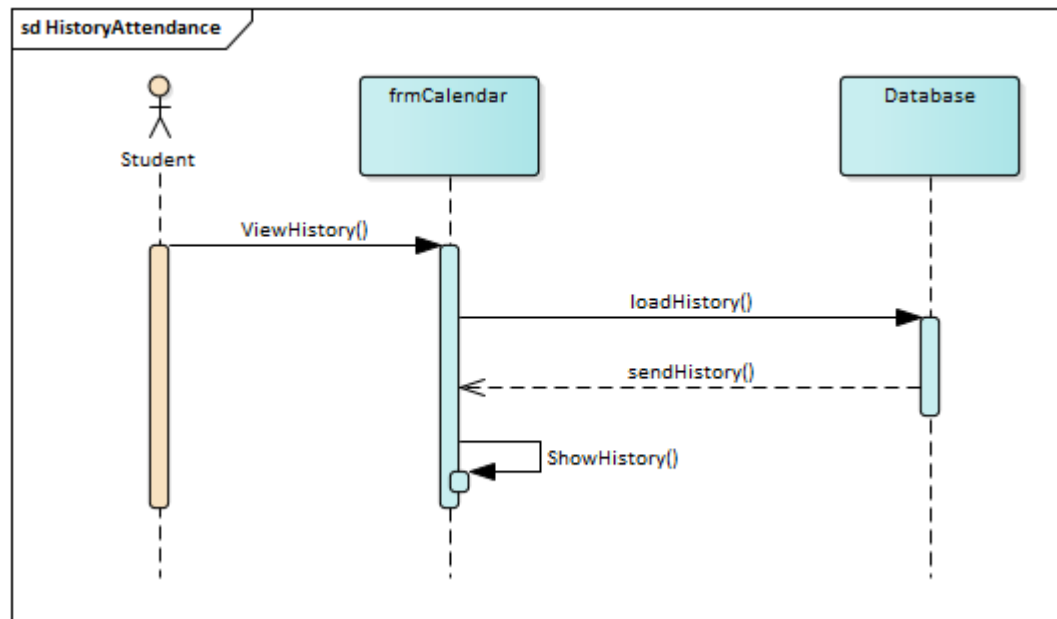 sd HistoryAttendance
Student
frmCalendar
Database
ViewHistory()
loadHistory()
sendHistory()
ShowHistory()